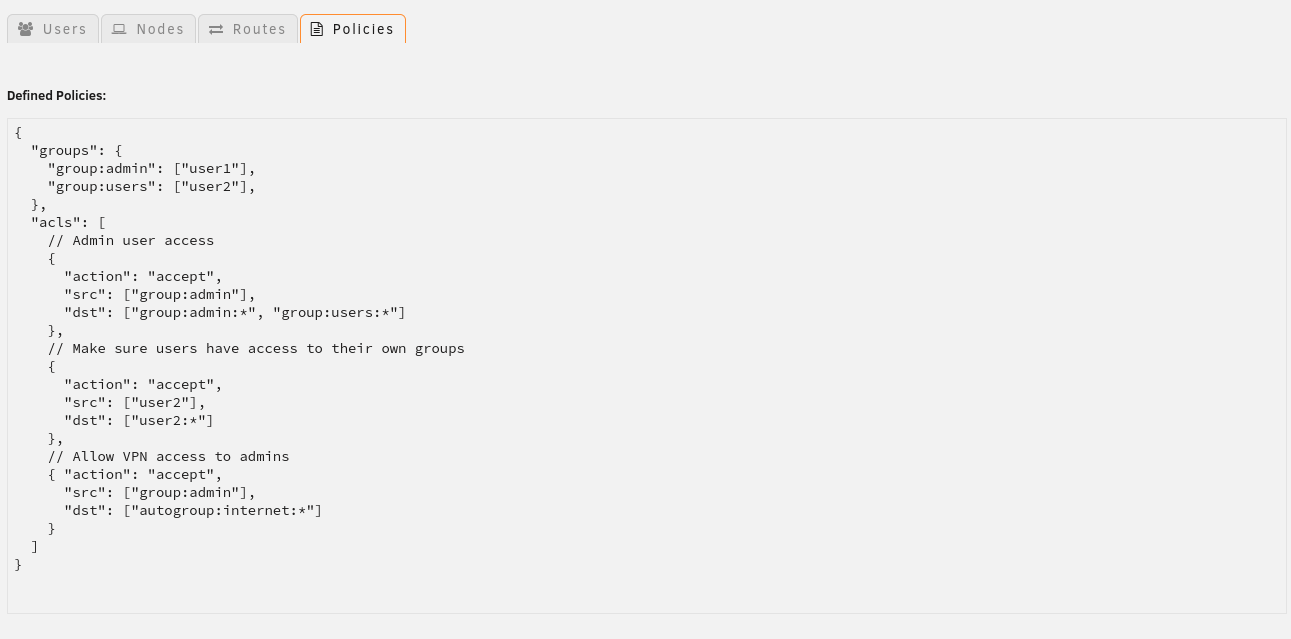 Users Nodes Routes Policies
Defined Policies:
{
  "groups": {
    "group:admin": ["user1"],
    "group:users": ["user2"],
  },
  "acls": [
    // Admin user access
    {
      "action": "accept",
      "src": ["group:admin"],
      "dst": ["group:admin:*", "group:users:*"]
    },
    // Make sure users have access to their own groups
    {
      "action": "accept",
      "src": ["user2"],
      "dst": ["user2:*"]
    },
    // Allow VPN access to admins
    { "action": "accept",
      "src": ["group:admin"],
      "dst": ["autogroup:internet:*"]
    }
  ]
}